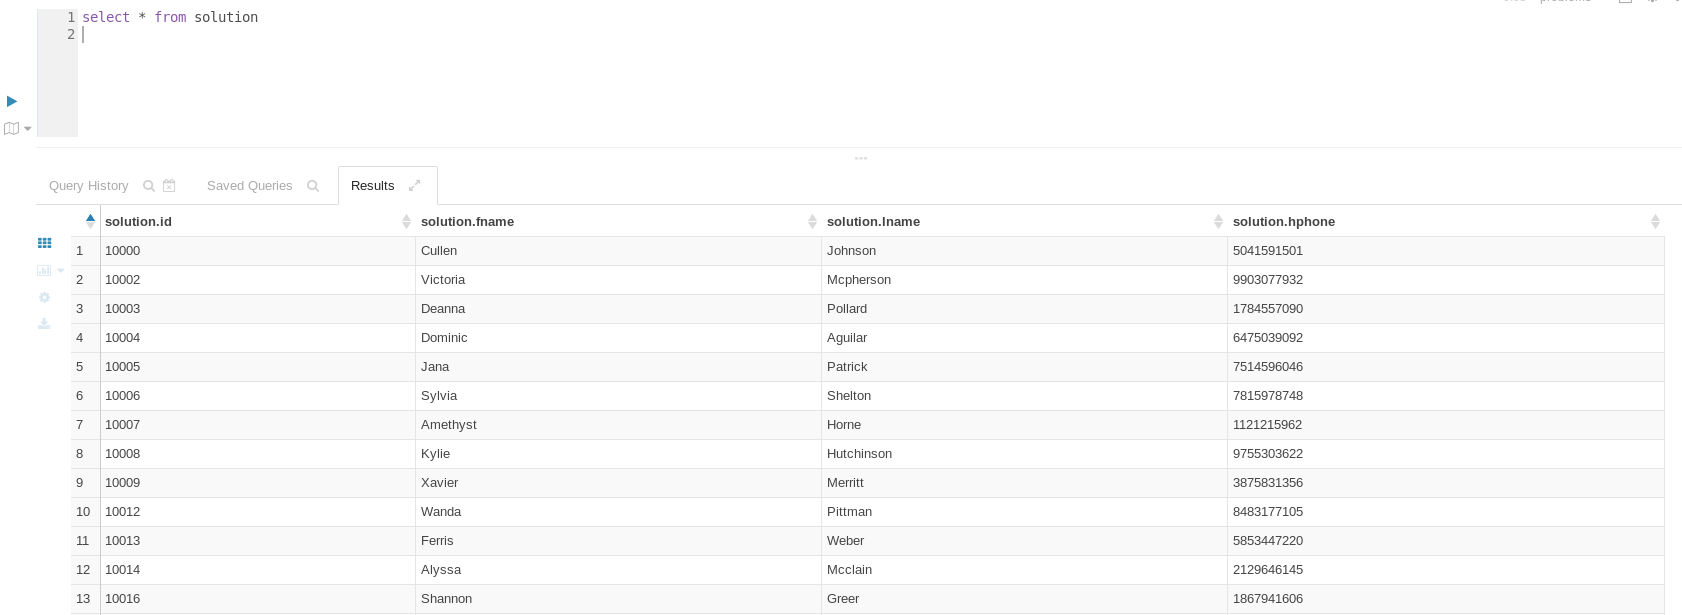 1 select * from solution
2
Query History Saved Queries Results
solution.id solution.fname solution.lname solution.hphone
1 10000 Cullen Johnson 5041591501
2 10002 Victoria Mcpherson 9903077932
3 10003 Deanna Pollard 1784557090
4 10004 Dominic Aguilar 6475039092
5 10005 Jana Patrick 7514596046
6 10006 Sylvia Shelton 7815978748
7 10007 Amethyst Horne 1121215962
8 10008 Kylie Hutchinson 9755303622
9 10009 Xavier Merritt 3875831356
10 10012 Wanda Pittman 8483177105
11 10013 Ferris Weber 5853447220
12 10014 Alyssa Mcclain 2129646145
13 10016 Shannon Greer 1867941606